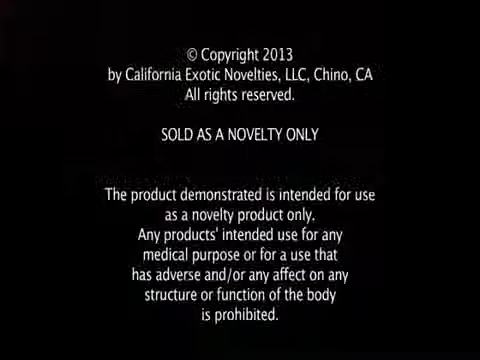 © Copyright 2013
by California Exotic Novelties, LLC, Chino, CA
All rights reserved.
SOLD AS A NOVELTY ONLY
The product demonstrated is intended for use
as a novelty product only.
Any products' intended use for any
medical purpose or for a use that
has adverse and/or any affect on any
structure or function of the body
is prohibited.